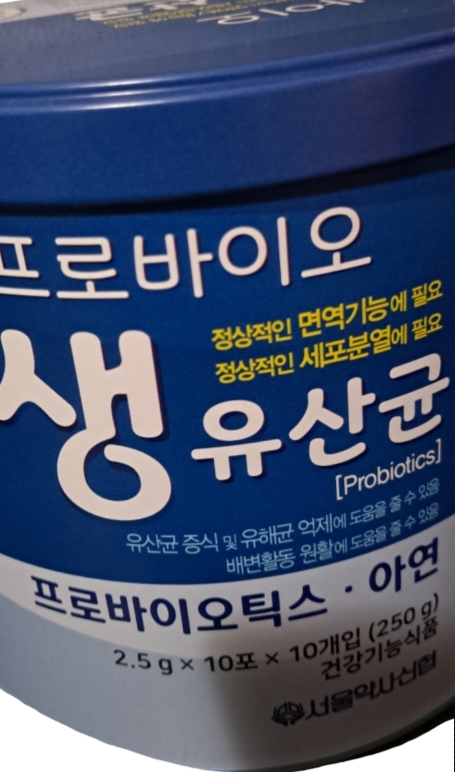 프로바이오
정상적인 면역기능에 필요
정상적인 세포분열에 필요
생 유산균
[Probiotics]
유산균 증식 및 유해균 억제에 도움을 줄 수 있음
배변활동 원활에 도움을 줄 수 있음
프로바이오틱스 · 아연
2.5 g × 10포 × 10개입 (250 g)
건강기능식품
서울약사신협